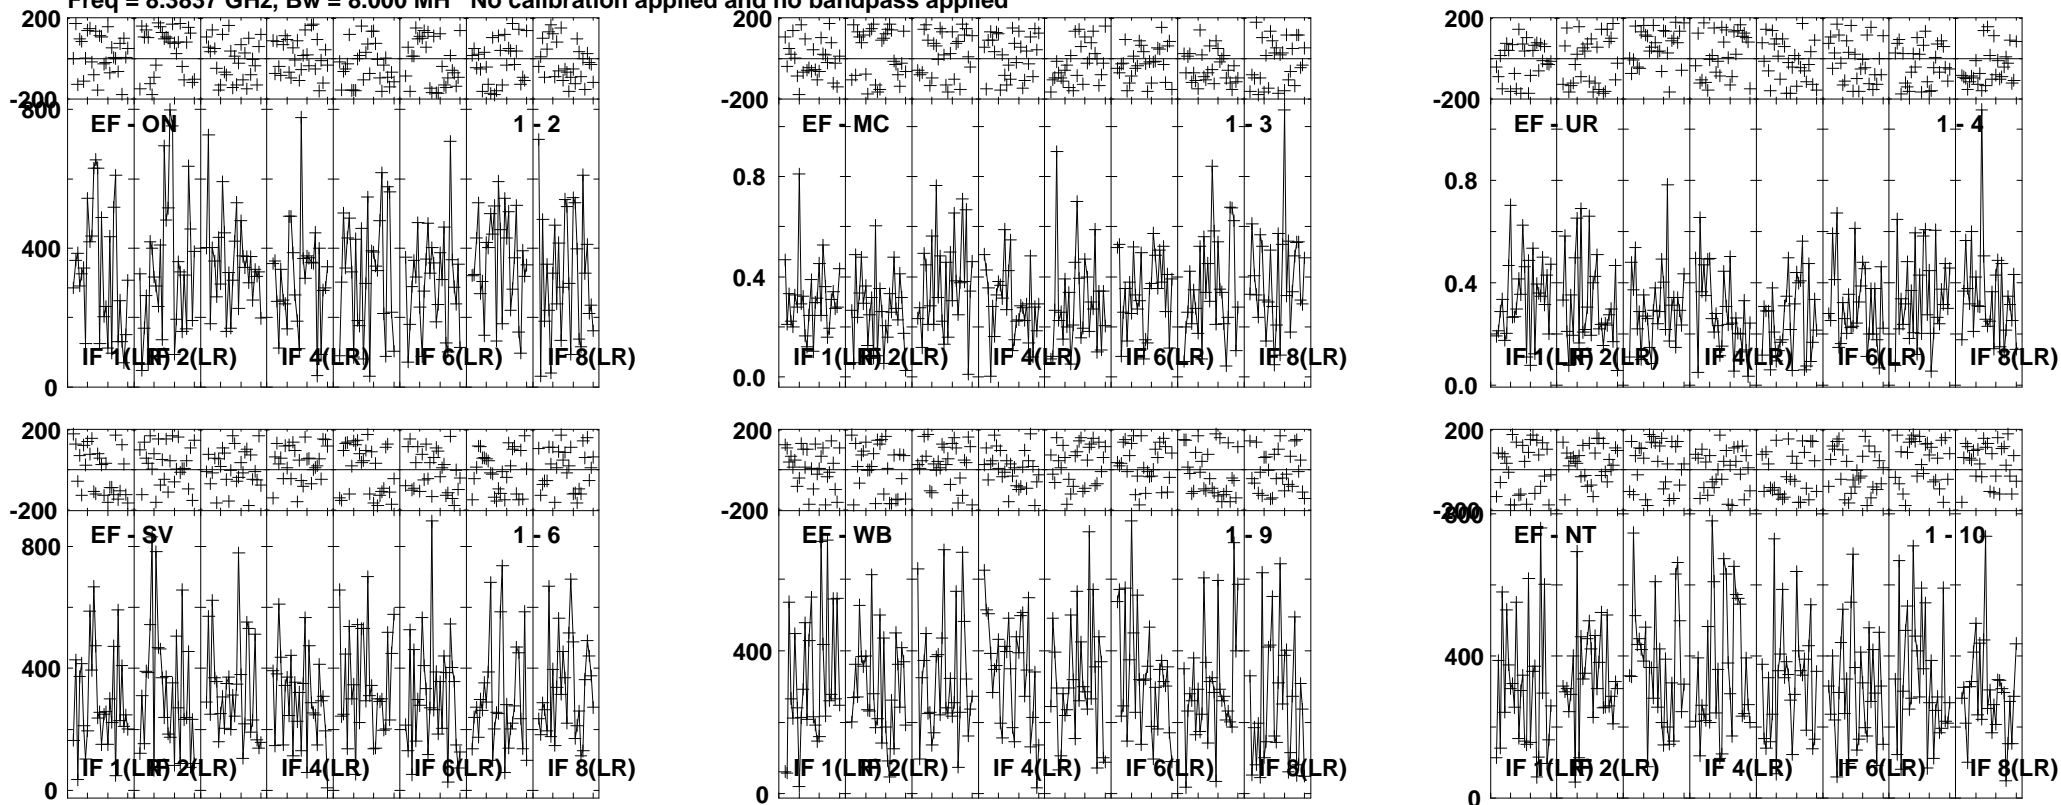 Freq = 8.3837 GHz, Bw = 8.000 MH No calibration applied and no bandpass applied
200
-200
800
400
0
EF - ON
1 - 2
IF 1(LR)
IF 2(LR)
IF 4(LR)
IF 6(LR)
IF 8(LR)
200
-200
0.8
0.4
0.0
EF - MC
1 - 3
IF 1(LR)
IF 2(LR)
IF 4(LR)
IF 6(LR)
IF 8(LR)
200
-200
0.8
0.4
0.0
EF - UR
1 - 4
IF 1(LR)
IF 2(LR)
IF 4(LR)
IF 6(LR)
IF 8(LR)
200
-200
800
400
0
EF - SV
1 - 6
IF 1(LR)
IF 2(LR)
IF 4(LR)
IF 6(LR)
IF 8(LR)
200
-200
400
0
EF - WB
1 - 9
IF 1(LR)
IF 2(LR)
IF 4(LR)
IF 6(LR)
IF 8(LR)
200
-200
800
400
0
EF - NT
1 - 10
IF 1(LR)
IF 2(LR)
IF 4(LR)
IF 6(LR)
IF 8(LR)